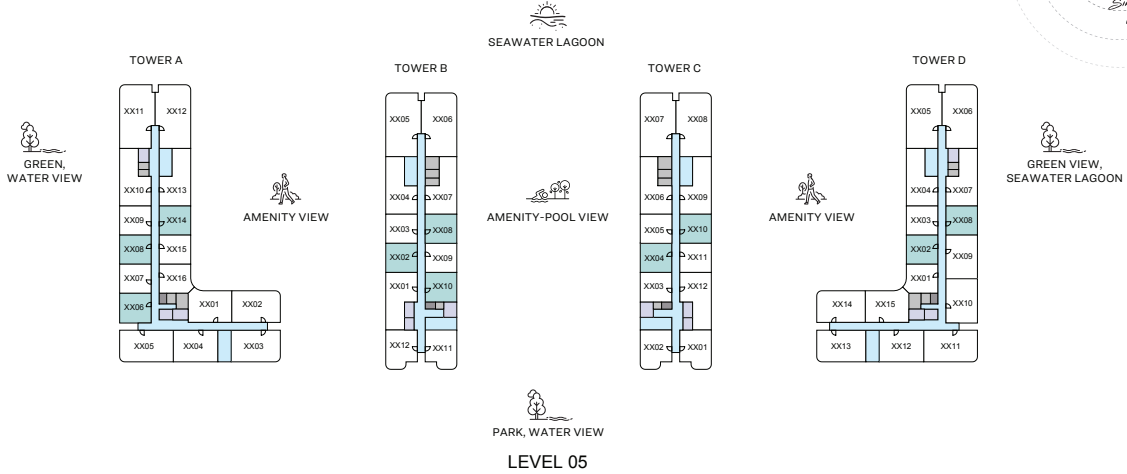 SEAWATER LAGOON
TOWER A
TOWER B
TOWER C
TOWER D
GREEN,
WATER VIEW
AMENITY VIEW
AMENITY-POOL VIEW
AMENITY VIEW
GREEN VIEW,
SEAWATER LAGOON
XX11 XX12
XX10 XX13
XX09 XX14
XX08 XX15
XX07 XX16
XX06 XX01 XX02
XX05 XX04 XX03
XX05 XX06
XX04 XX07
XX03 XX08
XX02 XX09
XX01 XX10
XX12 XX11
XX07 XX08
XX06 XX09
XX05 XX10
XX04 XX11
XX03 XX12
XX02 XX01
XX05 XX06
XX04 XX07
XX03 XX08
XX02 XX09
XX01
XX14 XX15 XX10
XX13 XX12 XX11
PARK, WATER VIEW
LEVEL 05